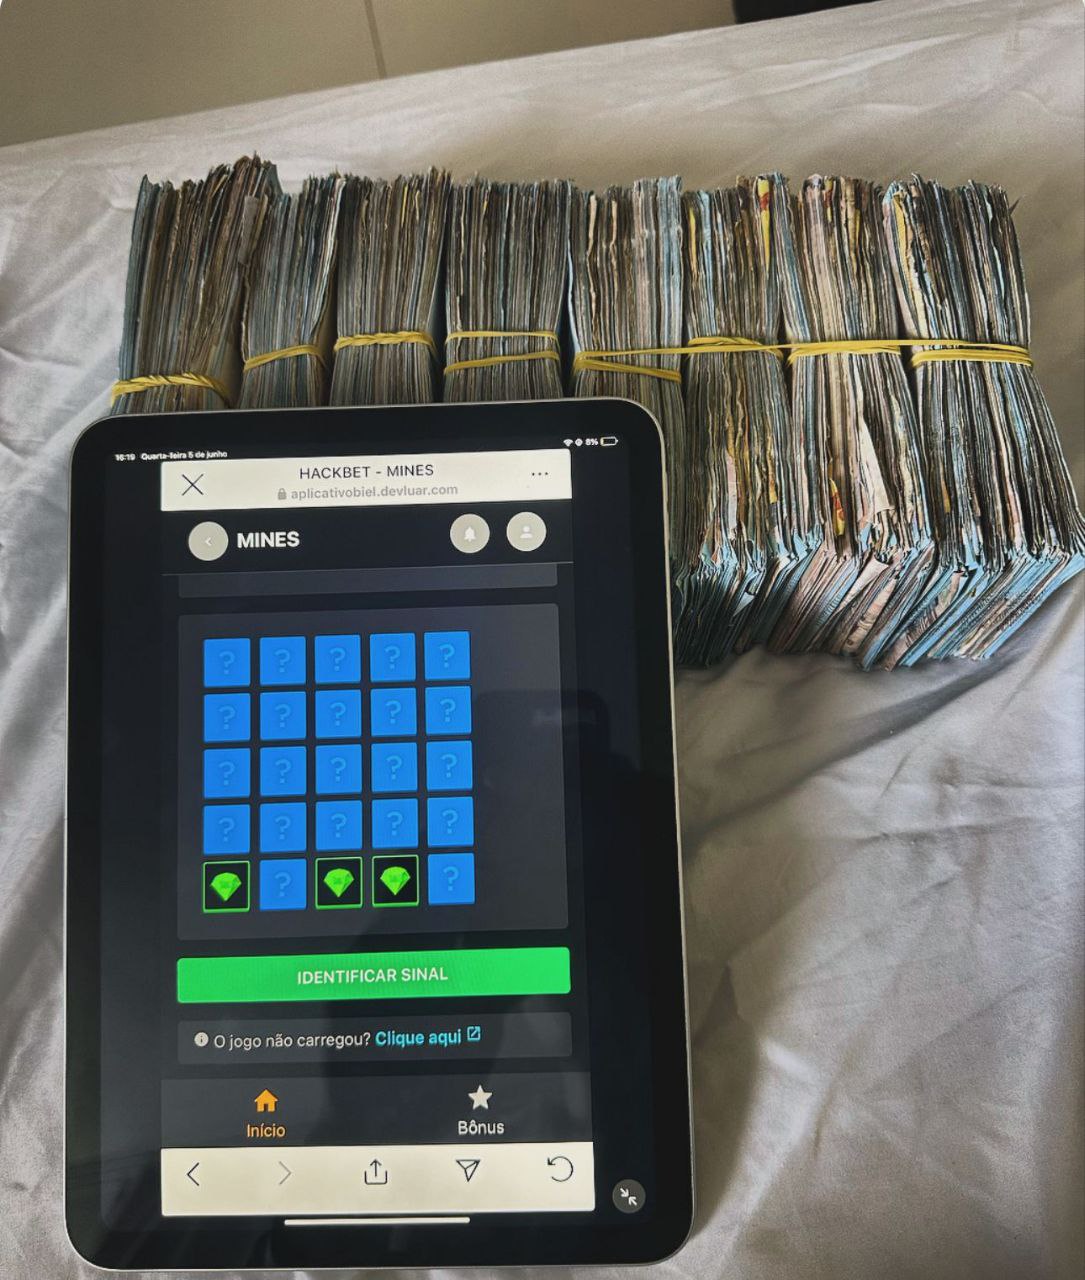 16:19 Quarta-feira 5 de junho
8%
HACKBET - MINES
aplicativobiel.devluar.com
MINES
? ? ? ? ?
? ? ? ? ?
? ? ? ? ?
? ? ? ? ?
? ?
IDENTIFICAR SINAL
O jogo não carregou? Clique aqui
Início
Bônus